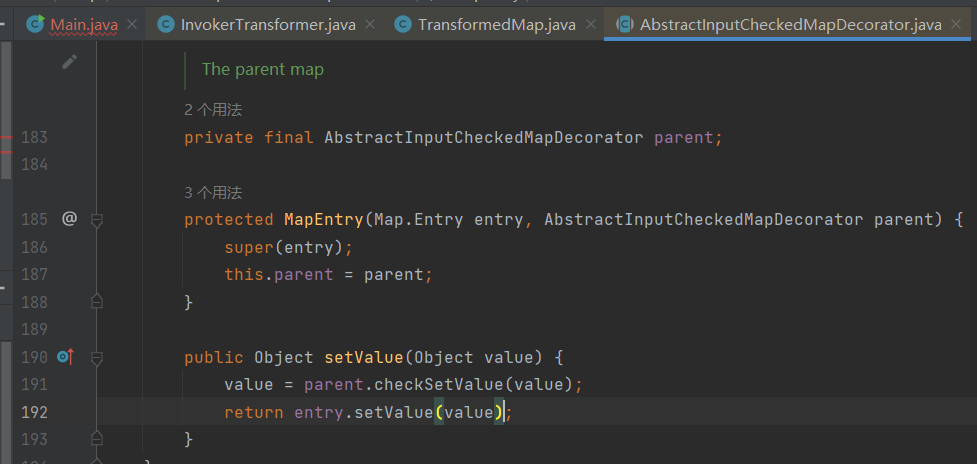 Main.java InvokerTransformer.java TransformedMap.java AbstractInputCheckedMapDecorator.java
The parent map
2 个用法
183 private final AbstractInputCheckedMapDecorator parent;
184
3 个用法
185 @ protected MapEntry(Map.Entry entry, AbstractInputCheckedMapDecorator parent) {
186 super(entry);
187 this.parent = parent;
188 }
189
190 public Object setValue(Object value) {
191 value = parent.checkSetValue(value);
192 return entry.setValue(value);
193 }